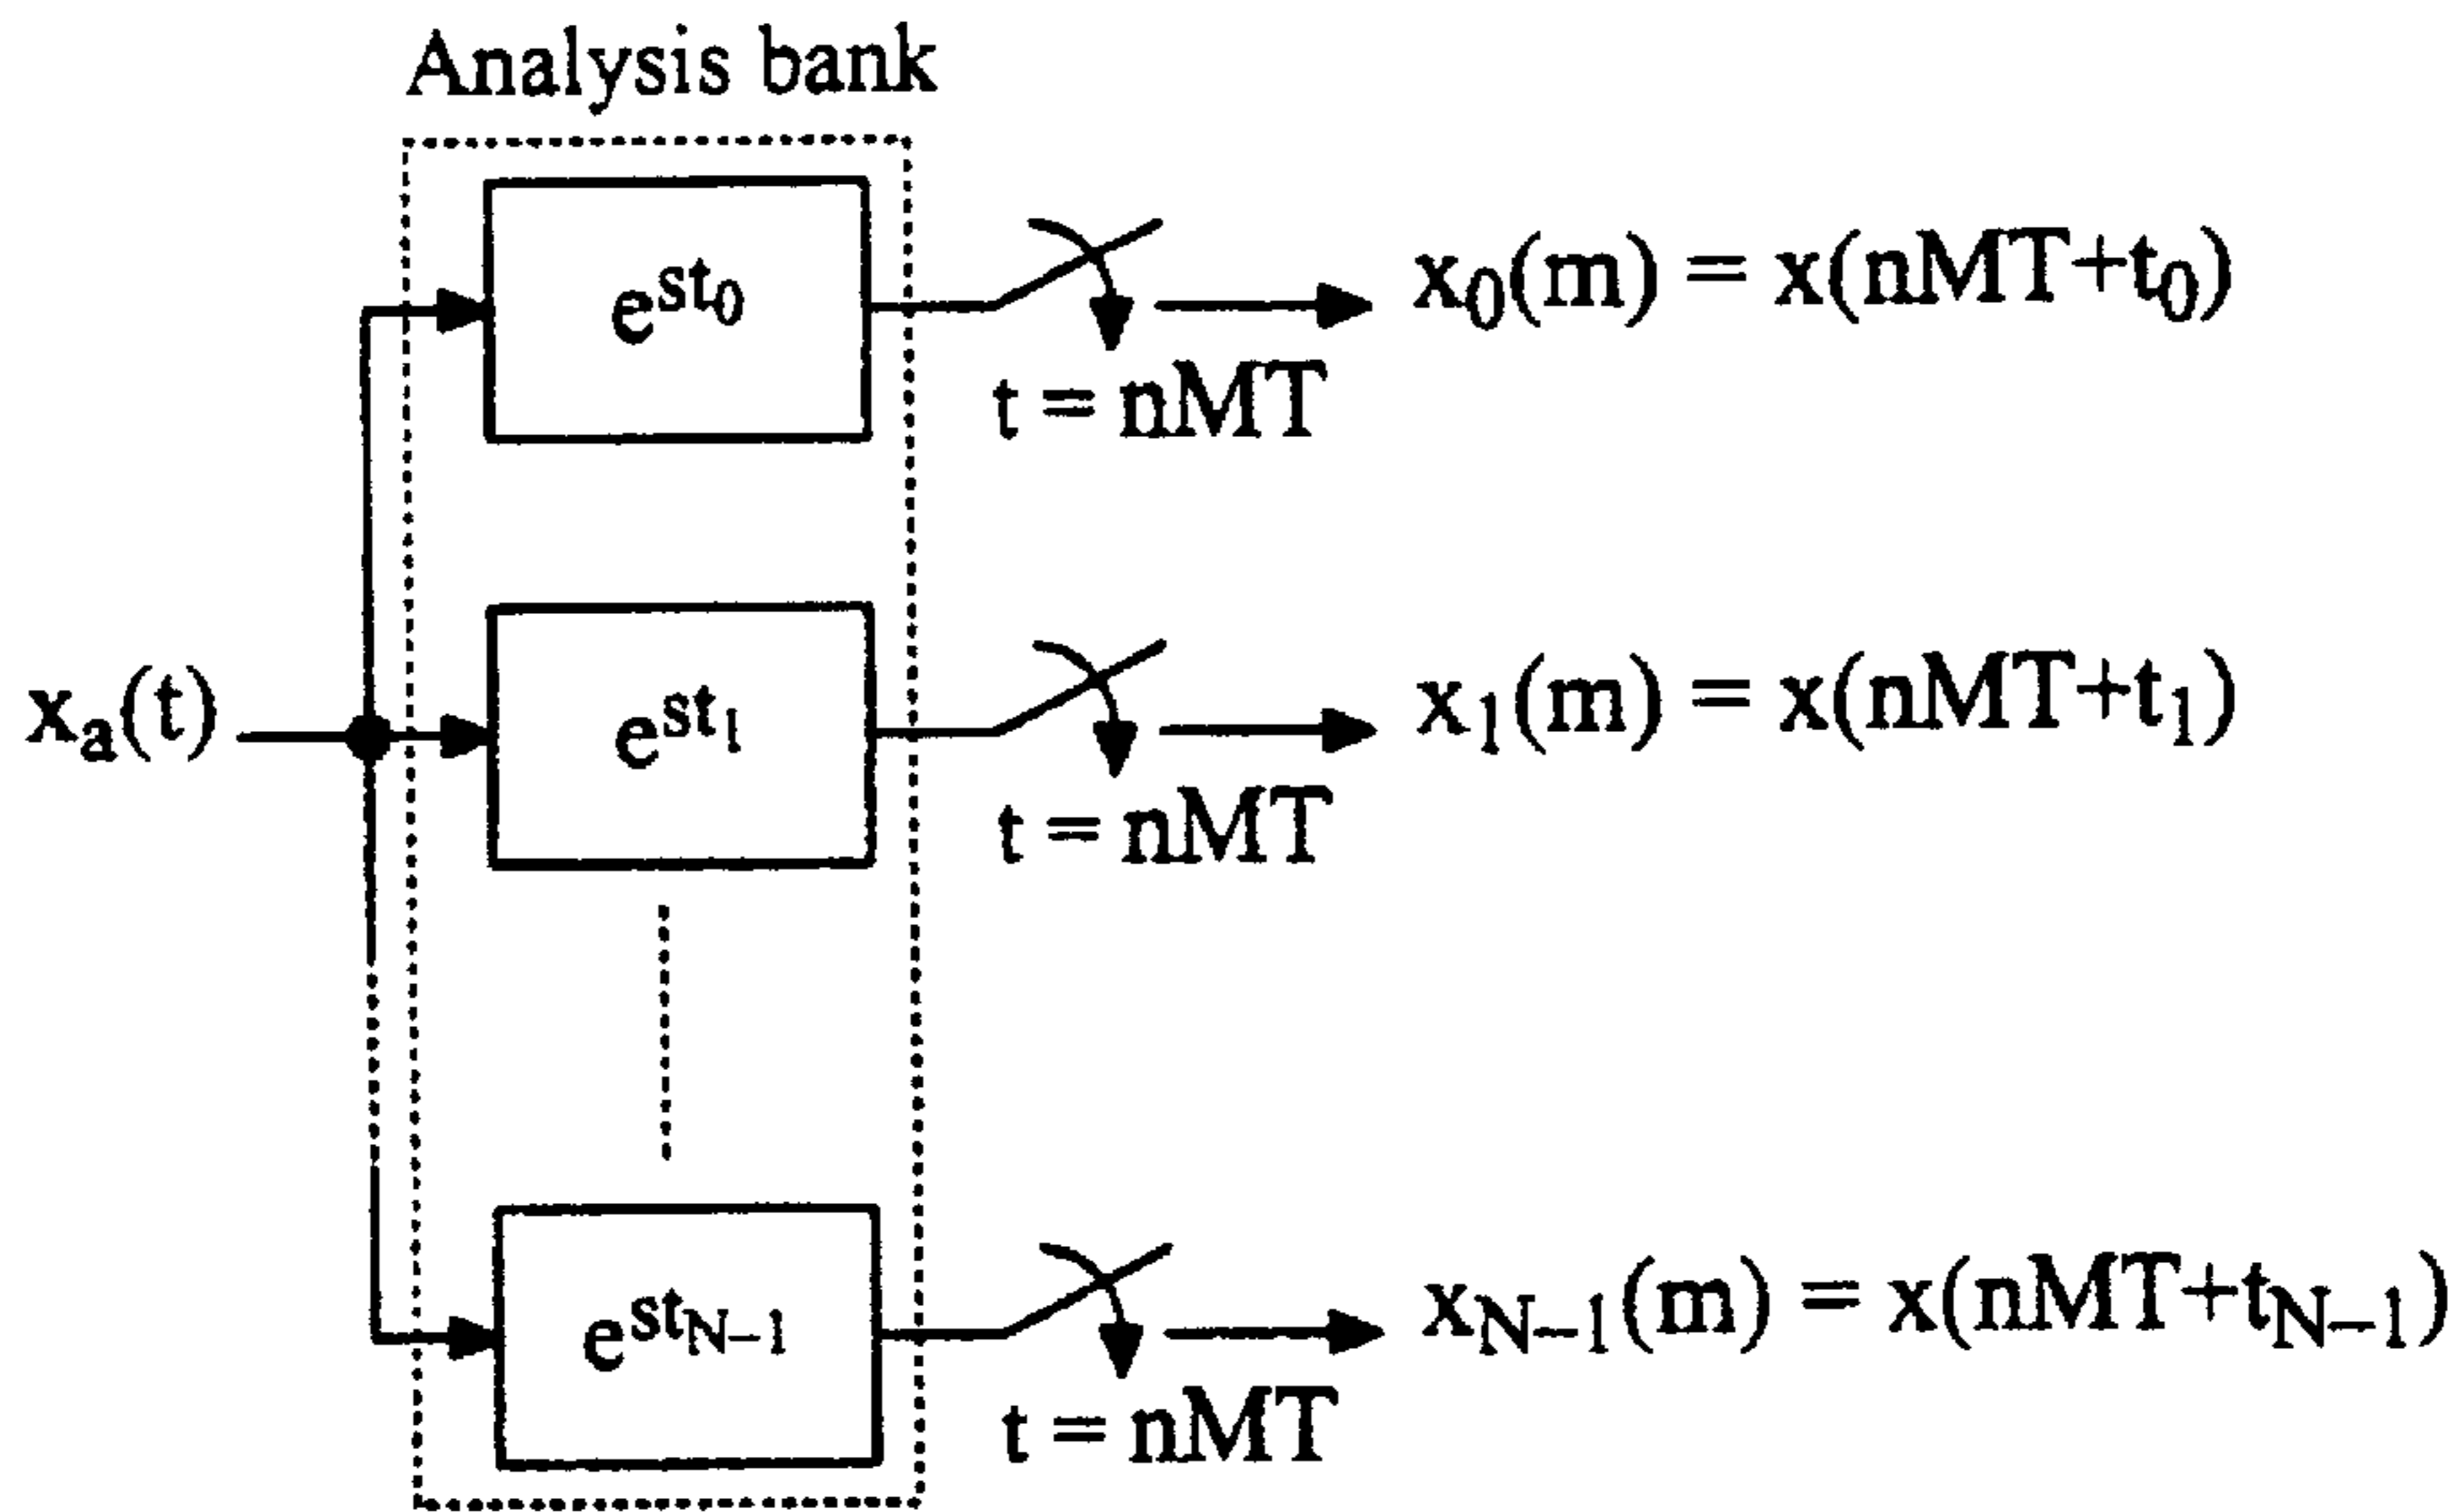 Analysis bank
e^{st_0}
x_0(m) = x(nMT+t_0)
t = nMT
x_a(t)
e^{st_1}
x_1(m) = x(nMT+t_1)
t = nMT
e^{st_{N-1}}
x_{N-1}(m) = x(nMT+t_{N-1})
t = nMT